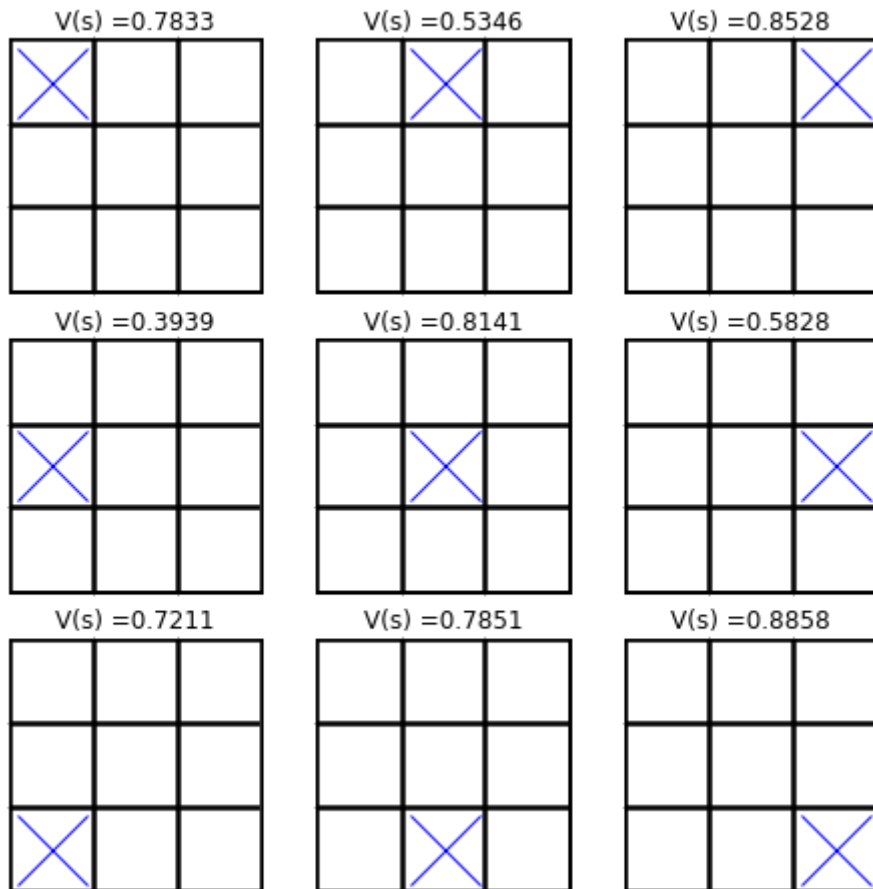 V(s) =0.7833 V(s) =0.5346 V(s) =0.8528
V(s) =0.3939 V(s) =0.8141 V(s) =0.5828
V(s) =0.7211 V(s) =0.7851 V(s) =0.8858